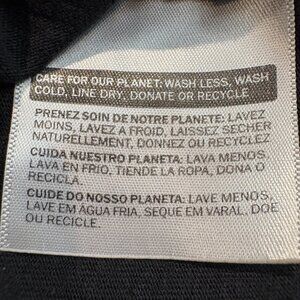 CARE FOR OUR PLANET: WASH LESS, WASH
COLD, LINE DRY, DONATE OR RECYCLE
PRENEZ SOIN DE NOTRE PLANETE: LAVEZ
MOINS, LAVEZ A FROID, LAISSEZ SECHER
NATURELLEMENT, DONNEZ OU RECYCLEZ
CUIDA NUESTRO PLANETA: LAVA MENOS,
LAVA EN FRIO, TIENDE LA ROPA, DONA O
RECICLA
CUIDE DO NOSSO PLANETA: LAVE MENOS,
LAVE EM ÁGUA FRIA, SEQUE EM VARAL, DOE
OU RECICLE.